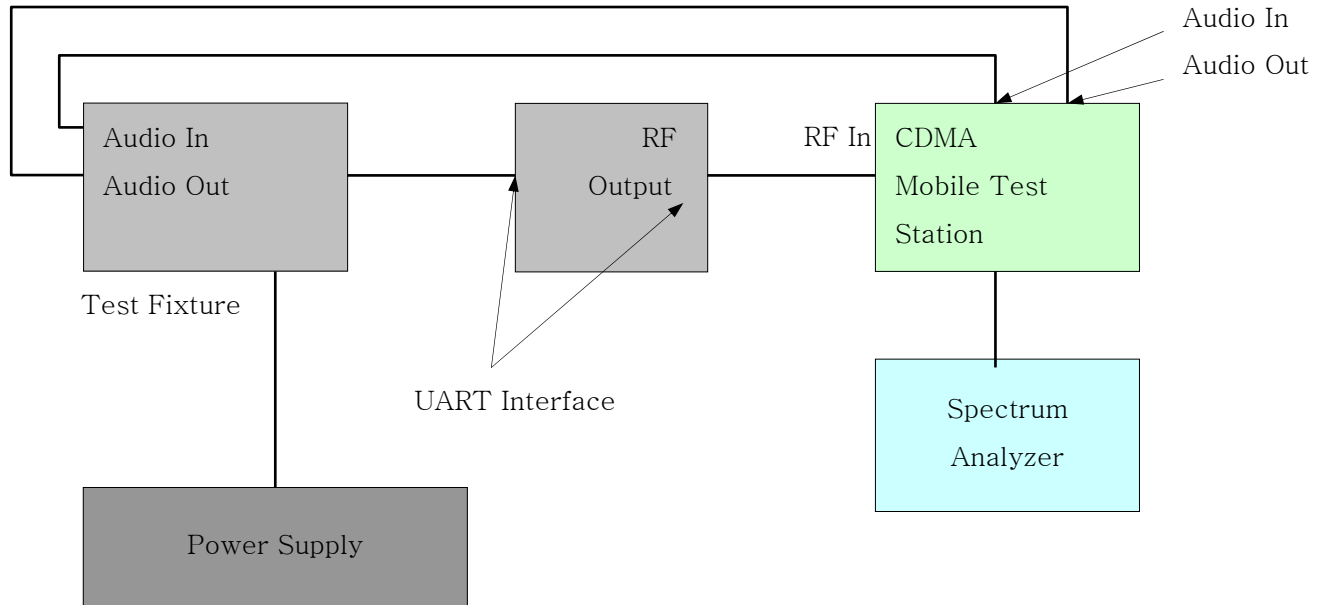 Audio In
Audio Out
Audio In
Audio Out
RF
Output
RF In
CDMA
Mobile Test
Station
Test Fixture
UART Interface
Spectrum
Analyzer
Power Supply